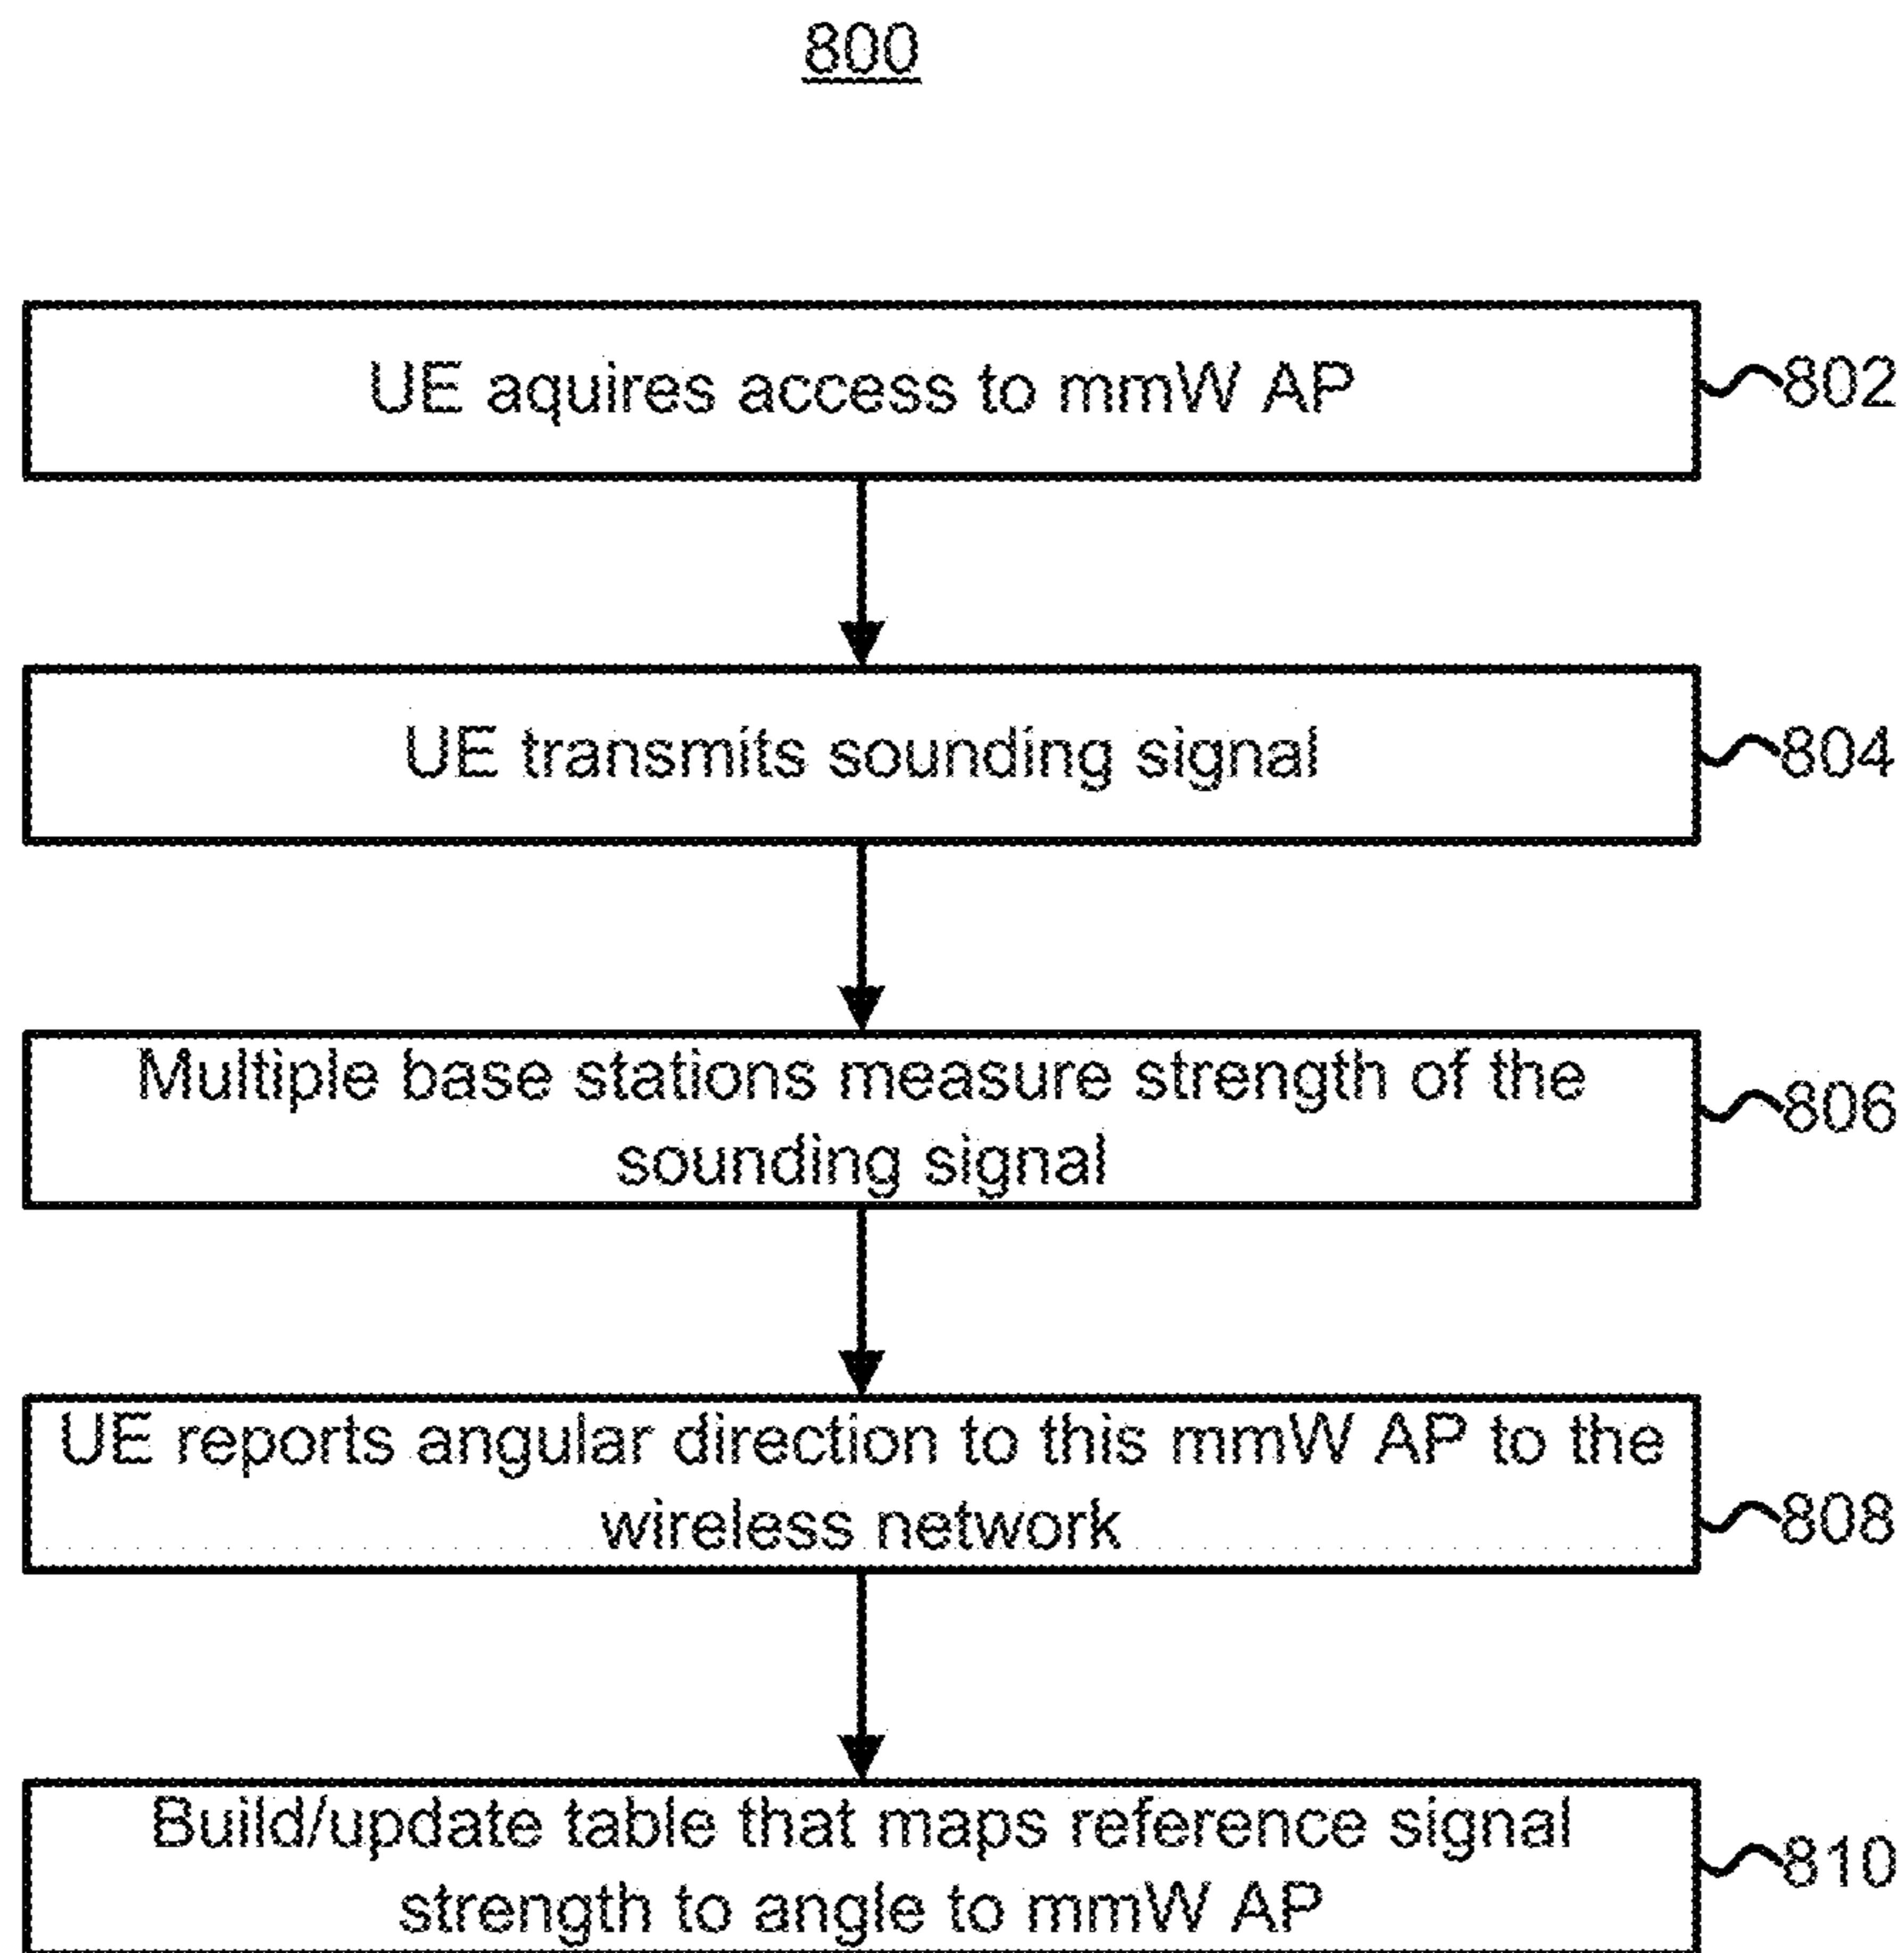 800
UE aquires access to mmW AP
802
UE transmits sounding signal
804
Multiple base stations measure strength of the
sounding signal
806
UE reports angular direction to this mmW AP to the
wireless network
808
Build/update table that maps reference signal
strength to angle to mmW AP
810